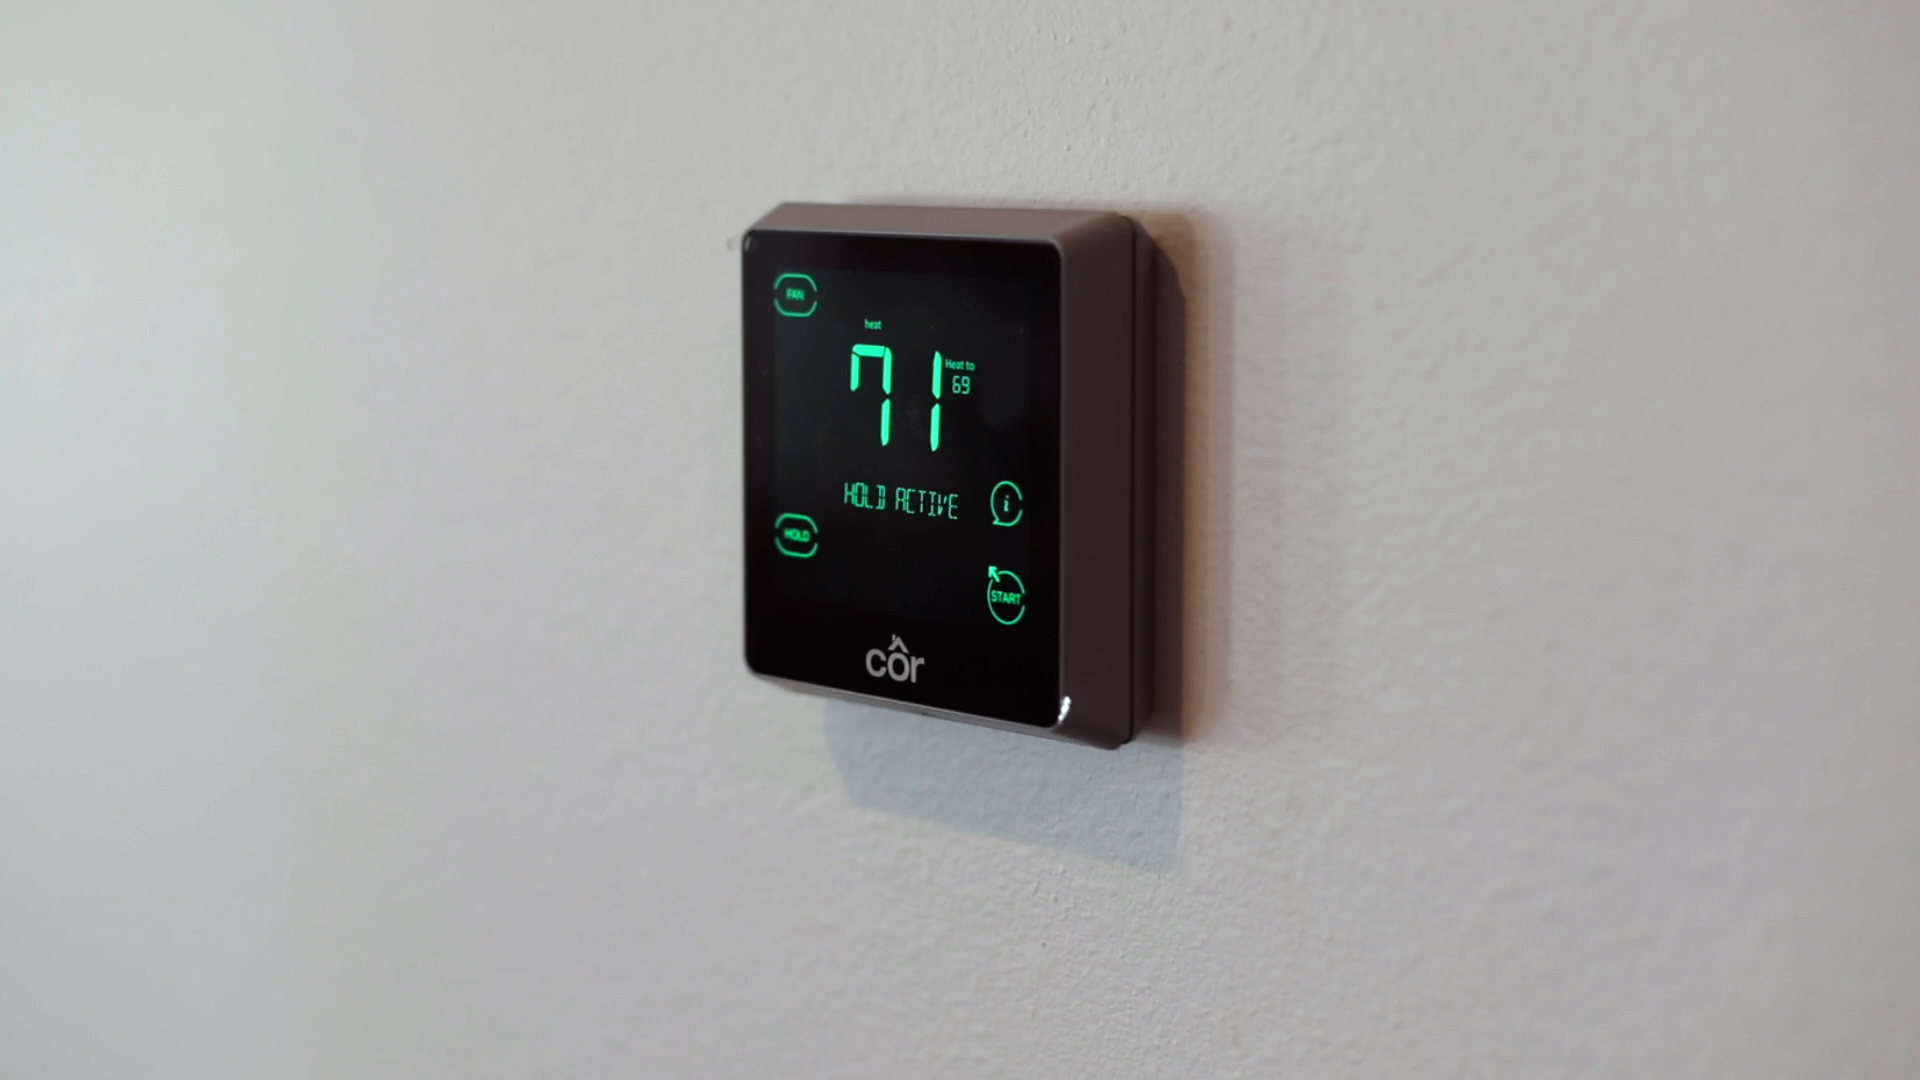 FAN
heat
71
Heat to
69
HOLD ACTIVE
i
HOLD
START
côr